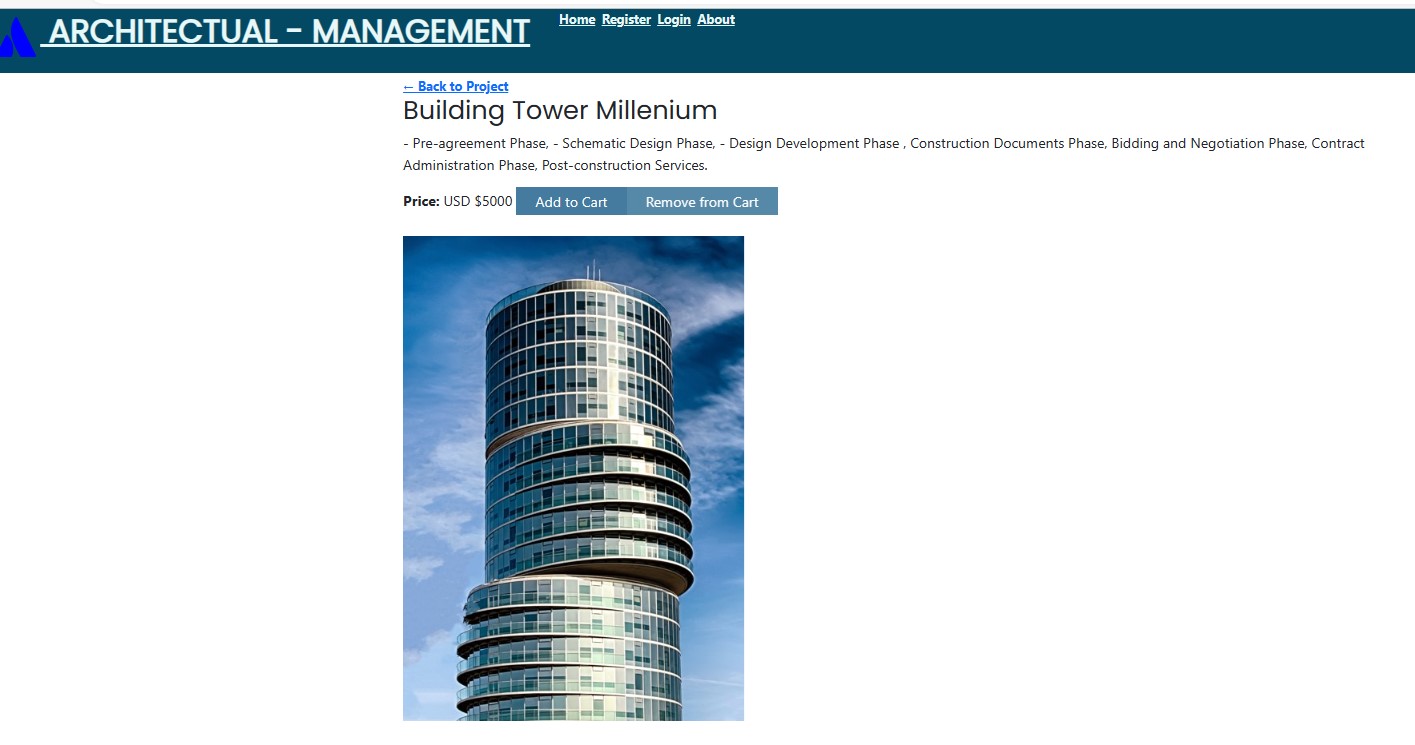 ARCHITECTUAL - MANAGEMENT
Home Register Login About
← Back to Project
Building Tower Millenium
- Pre-agreement Phase, - Schematic Design Phase, - Design Development Phase , Construction Documents Phase, Bidding and Negotiation Phase, Contract
Administration Phase, Post-construction Services.
Price: USD $5000 Add to Cart Remove from Cart